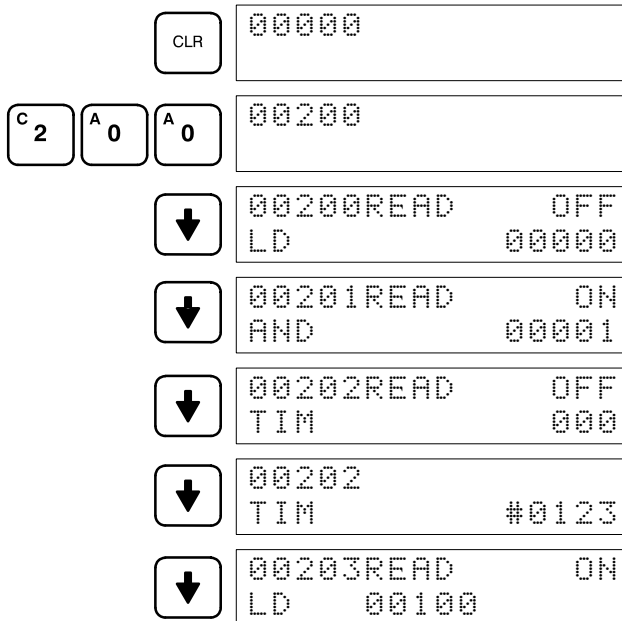 CLR
00000
C 2 A 0 A 0
00200
00200READ OFF
LD 00000
00201READ ON
AND 00001
00202READ OFF
TIM 000
00202
TIM #0123
00203READ ON
LD 00100